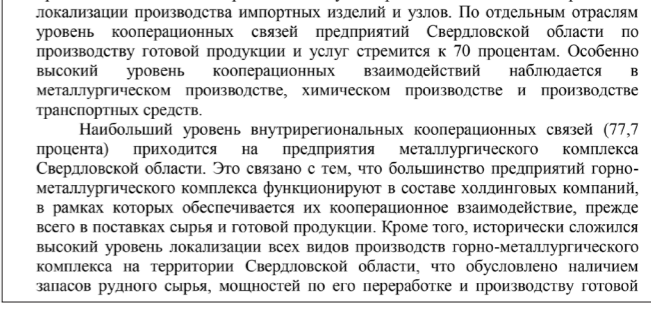 локализации производства импортных изделий и узлов. По отдельным отраслям
уровень кооперационных связей предприятий Свердловской области по
производству готовой продукции и услуг стремится к 70 процентам. Особенно
высокий уровень кооперационных взаимодействий наблюдается в
металлургическом производстве, химическом производстве и производстве
транспортных средств.
Наибольший уровень внутрирегиональных кооперационных связей (77,7
процента) приходится на предприятия металлургического комплекса
Свердловской области. Это связано с тем, что большинство предприятий горно-
металлургического комплекса функционируют в составе холдинговых компаний,
в рамках которых обеспечивается их кооперационное взаимодействие, прежде
всего в поставках сырья и готовой продукции. Кроме того, исторически сложился
высокий уровень локализации всех видов производств горно-металлургического
комплекса на территории Свердловской области, что обусловлено наличием
запасов рудного сырья, мощностей по его переработке и производству готовой